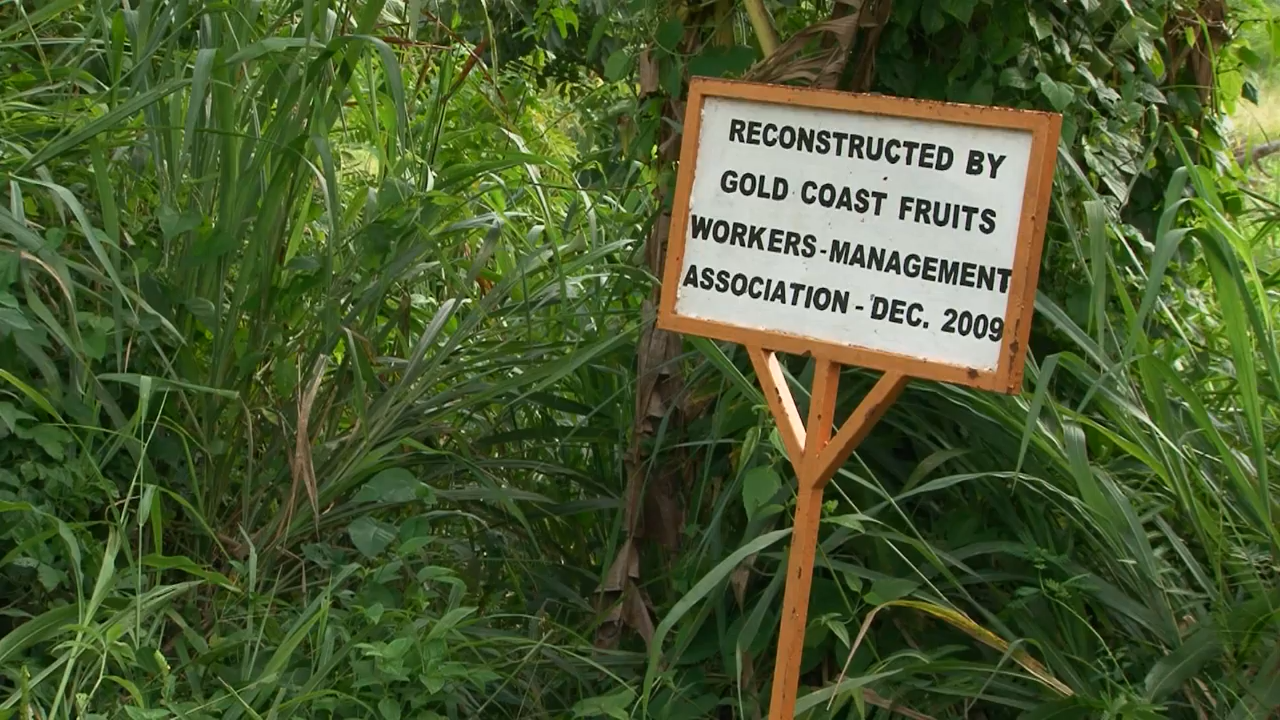 RECONSTRUCTED BY
GOLD COAST FRUITS
WORKERS-MANAGEMENT
ASSOCIATION - DEC. 2009